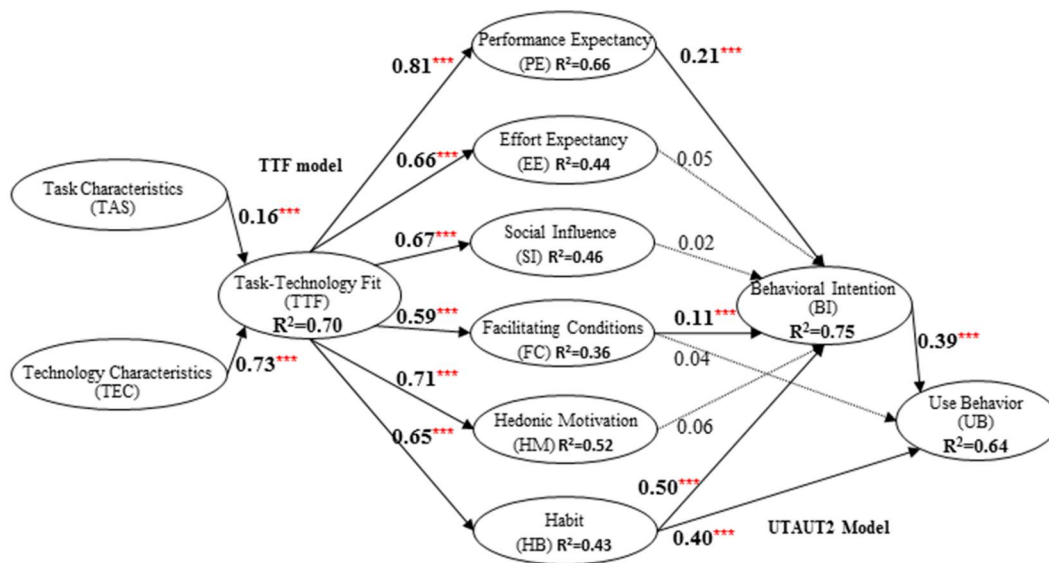 Performance Expectancy
(PE) R²=0.66
0.81***
0.21***
TTF model
Effort Expectancy
(EE) R²=0.44
0.66***
0.05
Task Characteristics
(TAS)
0.16***
Social Influence
(SI) R²=0.46
0.67***
0.02
Task-Technology Fit
(TTF)
R²=0.70
Behavioral Intention
(BI)
R²=0.75
0.59***
Facilitating Conditions
(FC) R²=0.36
0.11***
0.04
0.39***
Technology Characteristics
(TEC)
0.73***
0.71***
Hedonic Motivation
(HM) R²=0.52
0.06
Use Behavior
(UB)
R²=0.64
0.65***
0.50***
Habit
(HB) R²=0.43
0.40***
UTAUT2 Model